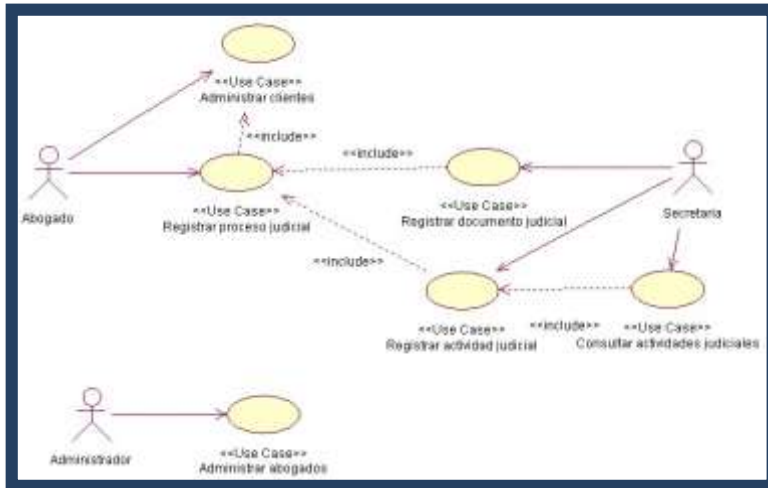 <<Use Case>>
Administrar clientes
<<include>>
<<include>>
<<Use Case>>
Registrar proceso judicial
Abogado
<<Use Case>>
Registrar documento judicial
Secretaria
<<include>>
<<Use Case>>
Registrar actividad judicial
<<include>>
<<Use Case>>
Consultar actividades judiciales
Administrador
<<Use Case>>
Administrar abogados